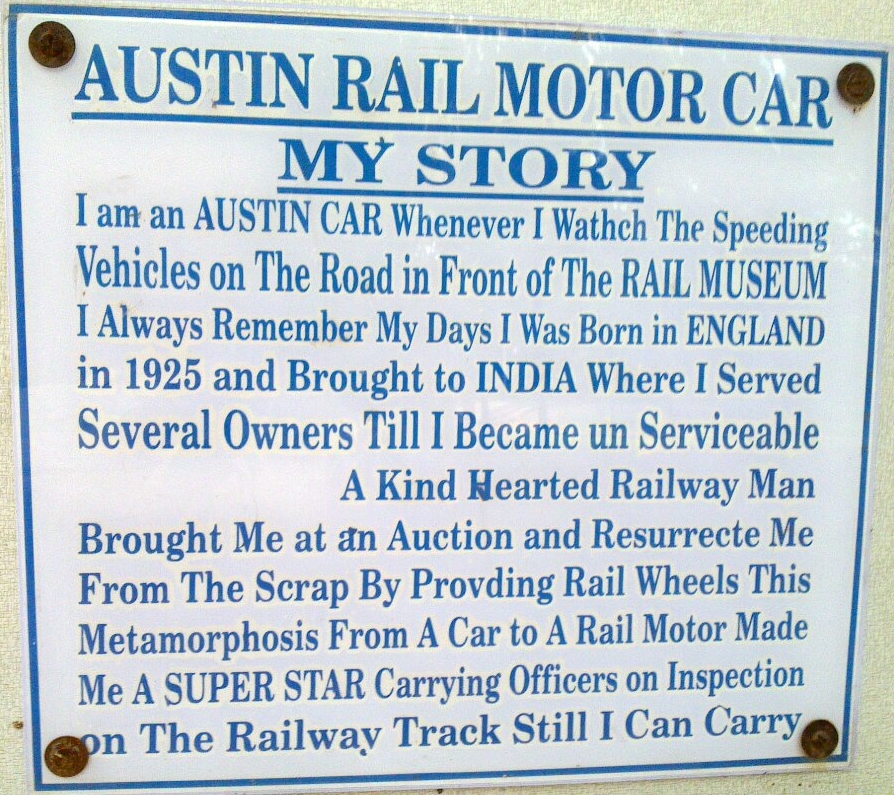 AUSTIN RAIL MOTOR CAR
MY STORY
I am an AUSTIN CAR Whenever I Wathch The Speeding
Vehicles on The Road in Front of The RAIL MUSEUM
I Always Remember My Days I Was Born in ENGLAND
in 1925 and Brought to INDIA Where I Served
Several Owners Till I Became un Serviceable
A Kind Hearted Railway Man
Brought Me at an Auction and Resurrecte Me
From The Scrap By Provding Rail Wheels This
Metamorphosis From A Car to A Rail Motor Made
Me A SUPER STAR Carrying Officers on Inspection
on The Railway Track Still I Can Carry